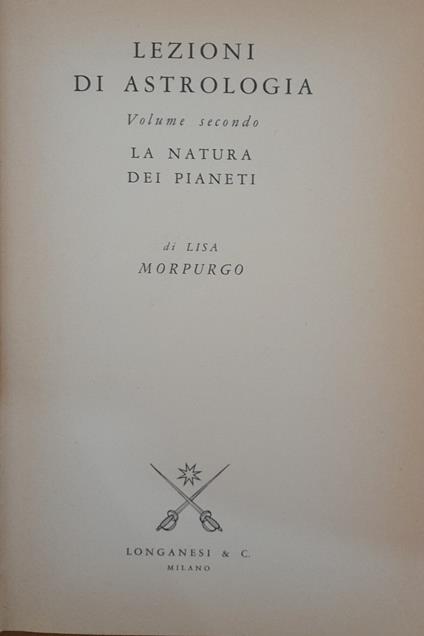 LEZIONI
DI ASTROLOGIA
Volume secondo
LA NATURA
DEI PIANETI
di LISA
MORPURGO
LONGANESI & C.
MILANO